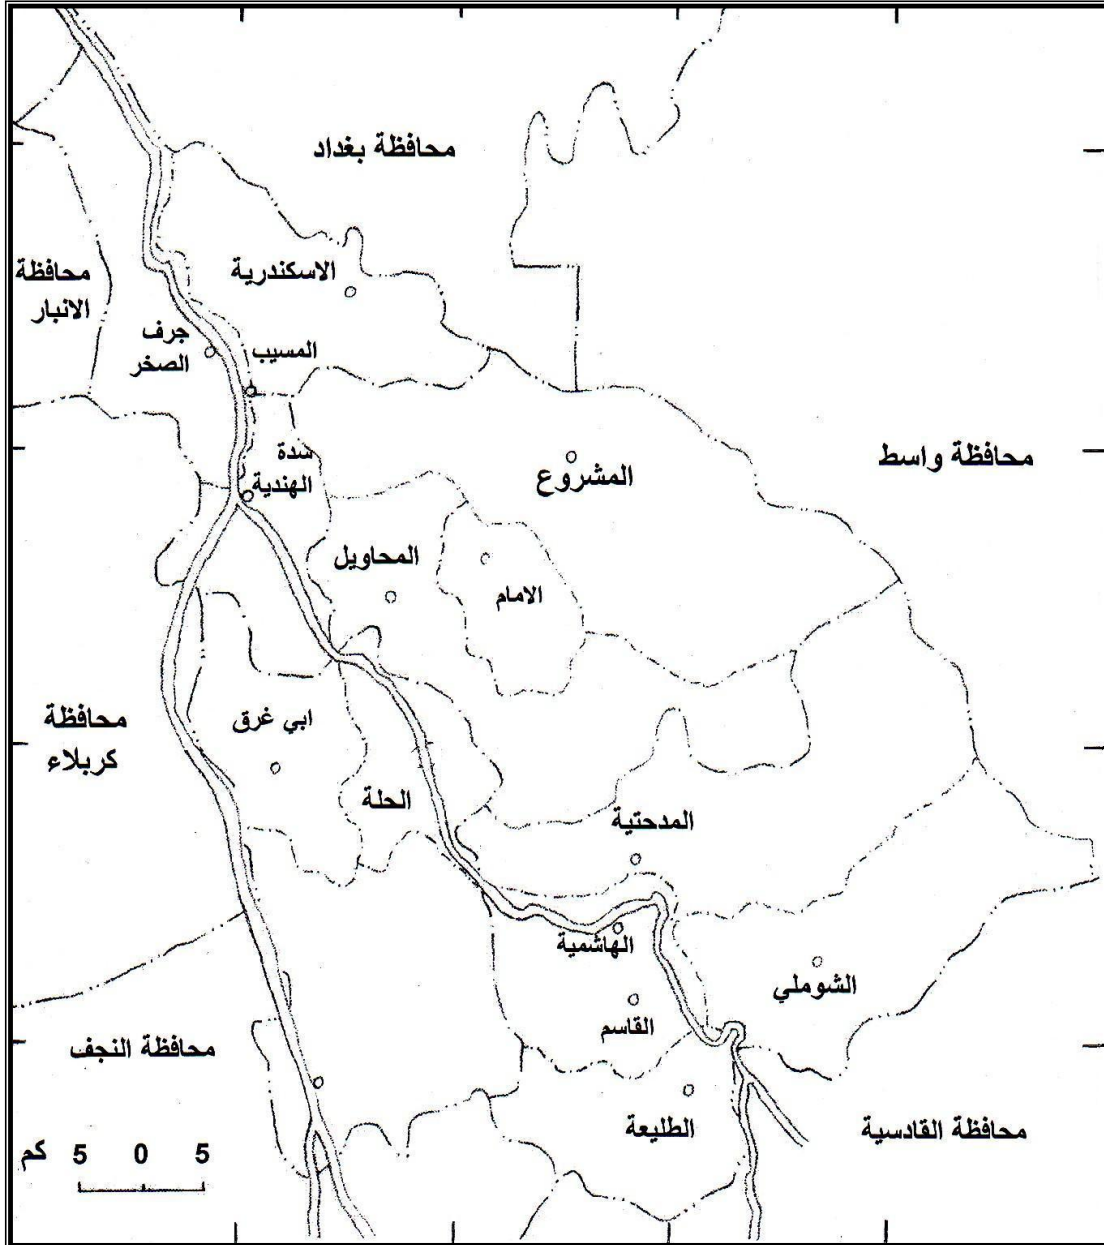 محافظة بغداد
محافظة
الانبار
الاسكندرية
جرف
الصخر
المسيب
شدة
الهندية
المشروع
محافظة واسط
المحاويل
الامام
محافظة
كربلاء
ابي غرق
الحلة
المدحتية
الهاشمية
الشوملي
القاسم
محافظة النجف
الطليعة
محافظة القادسية
5 0 5 كم